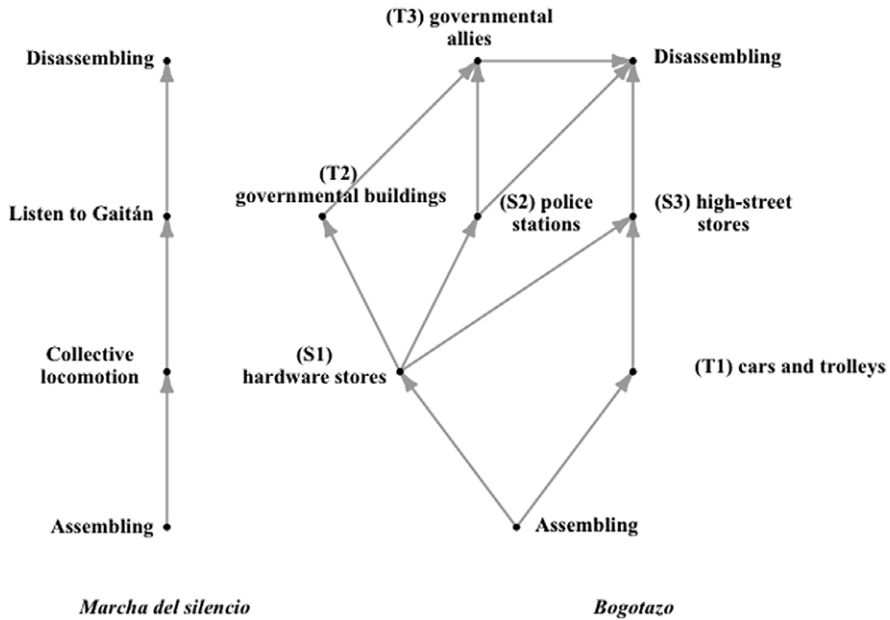 (T3) governmental
allies
Disassembling
Disassembling
(T2)
governmental buildings
Listen to Gaitán
(S2) police
stations
(S3) high-street
stores
Collective
locomotion
(S1)
hardware stores
(T1) cars and trolleys
Assembling
Assembling
Marcha del silencio
Bogotazo